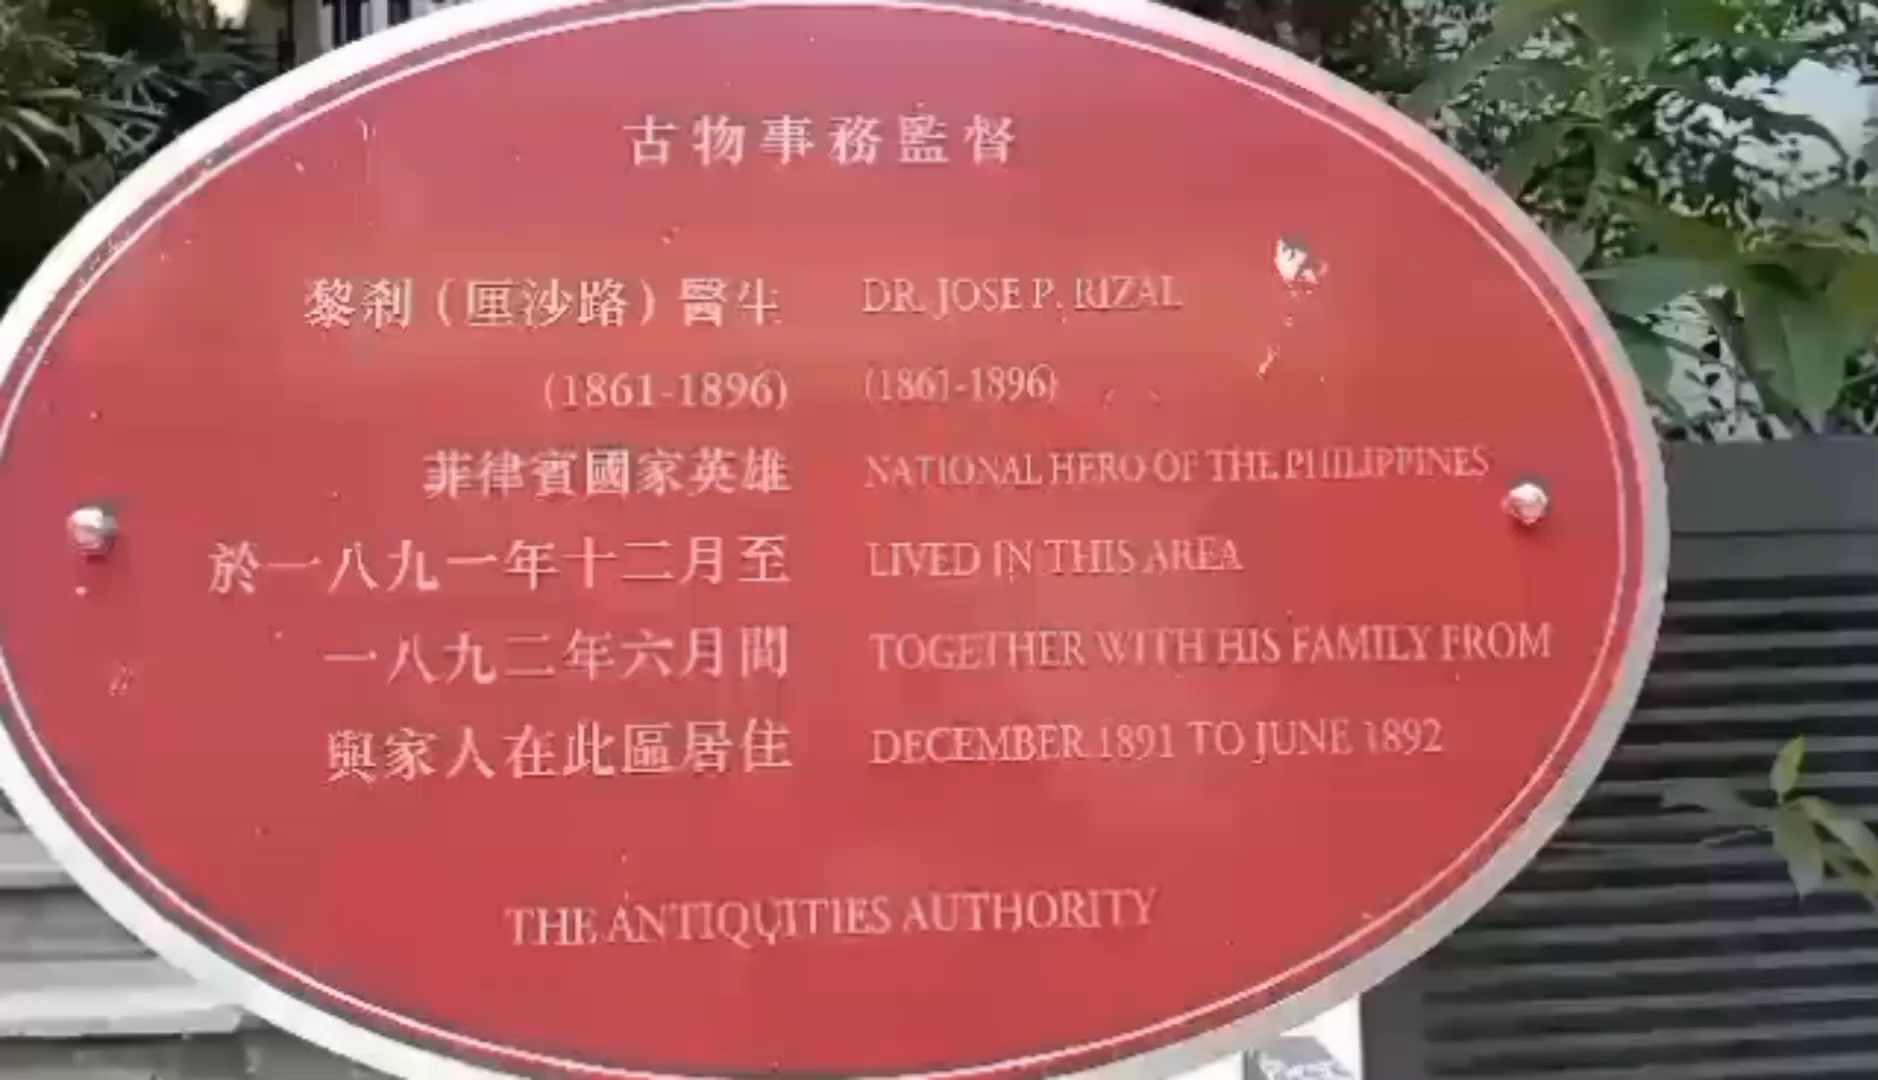 古物事務監督
黎剎（厘沙路）醫生
(1861-1896)
菲律賓國家英雄
於一八九一年十二月至
一八九二年六月間
與家人在此區居住
DR. JOSE P. RIZAL
(1861-1896)
NATIONAL HERO OF THE PHILIPPINES
LIVED IN THIS AREA
TOGETHER WITH HIS FAMILY FROM
DECEMBER 1891 TO JUNE 1892
THE ANTIQUITIES AUTHORITY